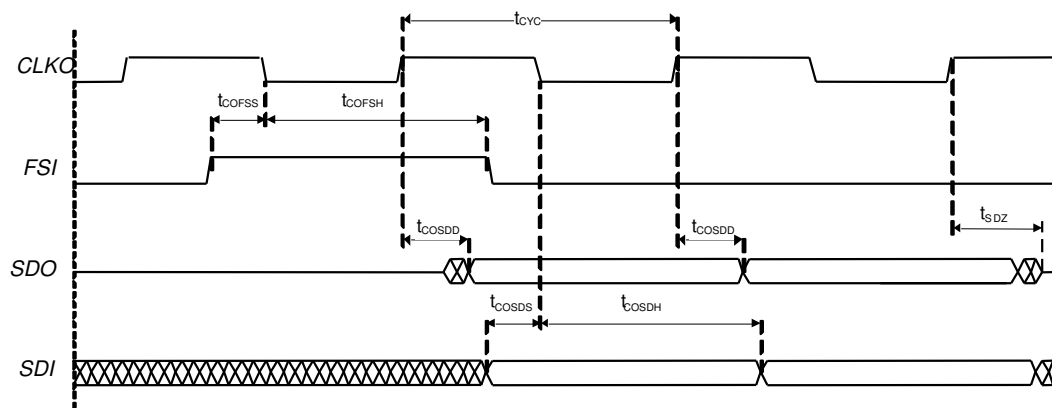 tCYC
CLKO
tCOFSS
tCOFSH
FSI
tSDZ
tCOSDD
tCOSDD
SDO
tCOSDS
tCOSDH
SDI